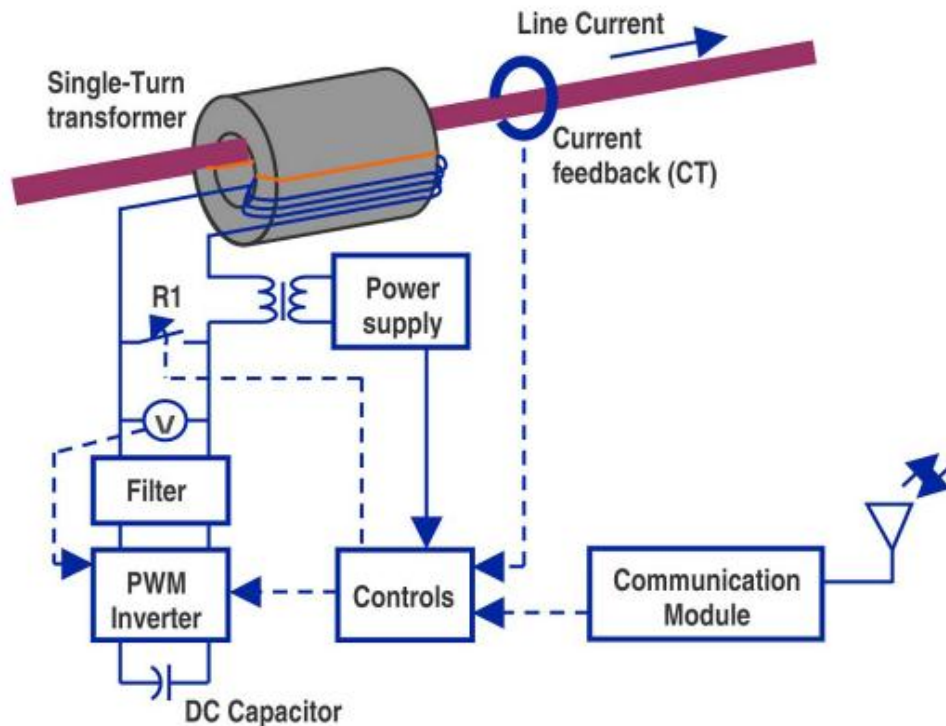 Line Current
Single-Turn
transformer
Current
feedback (CT)
R1
Power
supply
V
Filter
PWM
Inverter
Controls
Communication
Module
DC Capacitor